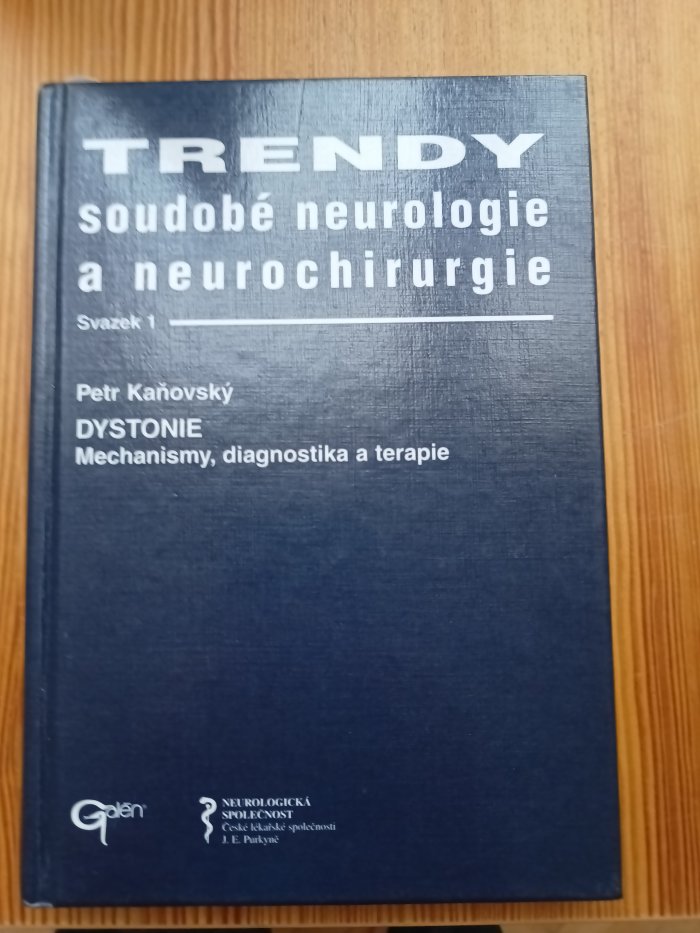 TRENDY
soudobé neurologie
a neurochirurgie
Svazek 1
Petr Kaňovský
DYSTONIE
Mechanismy, diagnostika a terapie
Galén®
NEUROLOGICKÁ
SPOLEČNOST
České lékařské společnosti
J. E. Purkyně